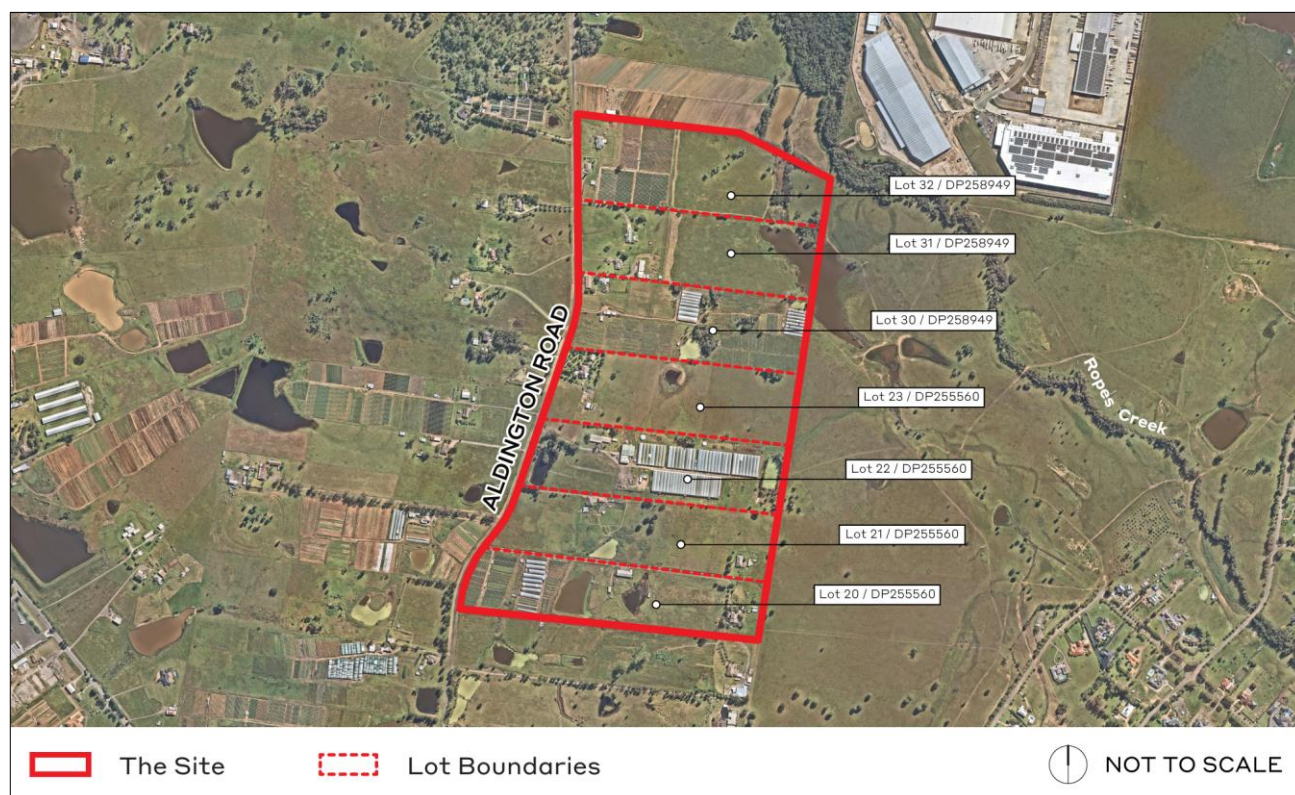 Lot 32 / DP258949
Lot 31 / DP258949
Lot 30 / DP258949
Lot 23 / DP255560
Lot 22 / DP255560
Lot 21 / DP255560
Lot 20 / DP255560
ALDINGTON ROAD
Ropes Creek
The Site
Lot Boundaries
NOT TO SCALE